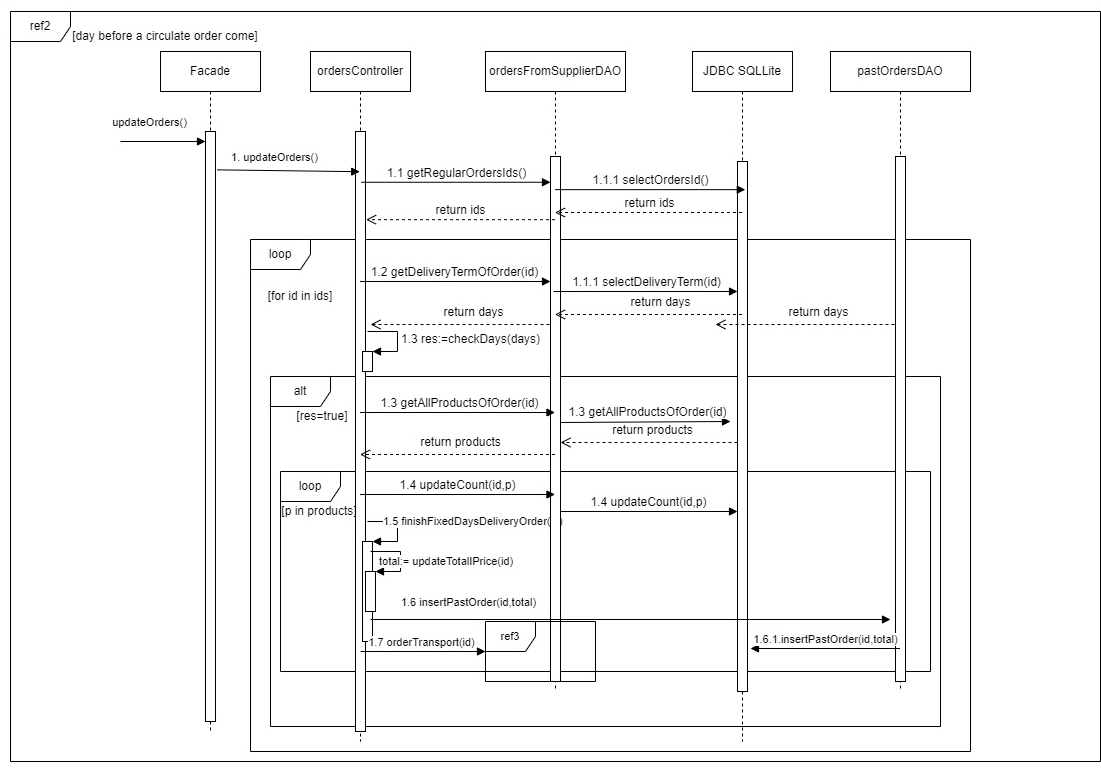 ref2
[day before a circulate order come]
Facade
ordersController
ordersFromSupplierDAO
JDBC SQLLite
pastOrdersDAO
updateOrders()
1. updateOrders()
1.1 getRegularOrdersIds()
1.1.1 selectOrdersId()
return ids
return ids
loop
[for id in ids]
1.2 getDeliveryTermOfOrder(id)
1.1.1 selectDeliveryTerm(id)
return days
return days
return days
1.3 res:=checkDays(days)
alt
[res=true]
1.3 getAllProductsOfOrder(id)
1.3 getAllProductsOfOrder(id)
return products
return products
loop
[p in products]
1.4 updateCount(id,p)
1.4 updateCount(id,p)
1.5 finishFixedDaysDeliveryOrder( )
total:= updateTotallPrice(id)
1.6 insertPastOrder(id,total)
ref3
1.7 orderTransport(id)
1.6.1.insertPastOrder(id,total)